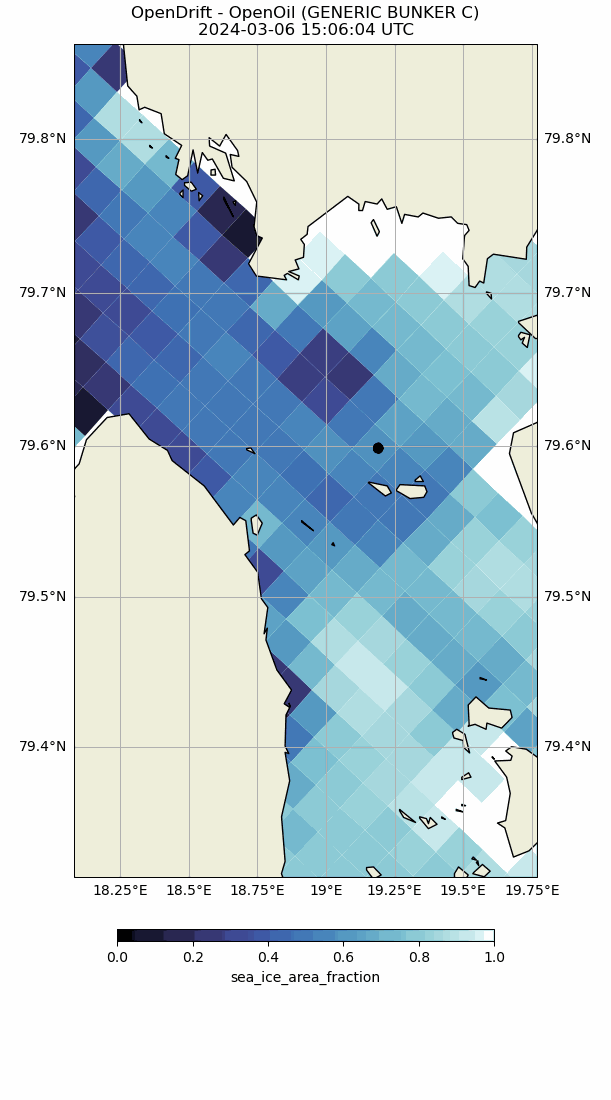 OpenDrift - OpenOil (GENERIC BUNKER C)
2024-03-06 15:06:04 UTC
79.8°N 79.8°N
79.7°N 79.7°N
79.6°N 79.6°N
79.5°N 79.5°N
79.4°N 79.4°N
18.25°E 18.5°E 18.75°E 19°E 19.25°E 19.5°E 19.75°E
0.0 0.2 0.4 0.6 0.8 1.0
sea_ice_area_fraction